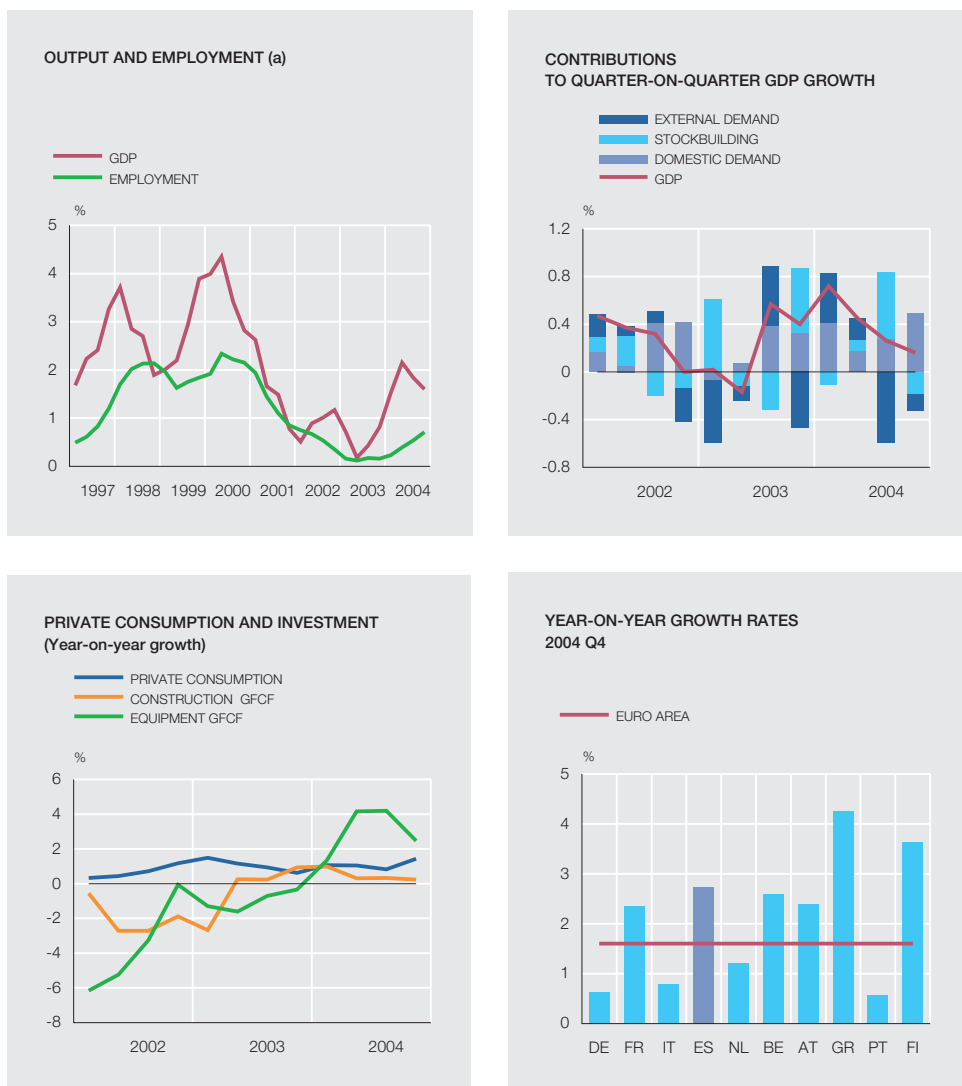 OUTPUT AND EMPLOYMENT (a)
GDP
EMPLOYMENT
%
5
4
3
2
1
0
1997 1998 1999 2000 2001 2002 2003 2004
CONTRIBUTIONS
TO QUARTER-ON-QUARTER GDP GROWTH
EXTERNAL DEMAND
STOCKBUILDING
DOMESTIC DEMAND
GDP
%
1.2
0.8
0.4
0
-0.4
-0.8
2002 2003 2004
PRIVATE CONSUMPTION AND INVESTMENT
(Year-on-year growth)
PRIVATE CONSUMPTION
CONSTRUCTION GFCF
EQUIPMENT GFCF
%
6
4
2
0
-2
-4
-6
-8
2002 2003 2004
YEAR-ON-YEAR GROWTH RATES
2004 Q4
EURO AREA
%
5
4
3
2
1
0
DE FR IT ES NL BE AT GR PT FI